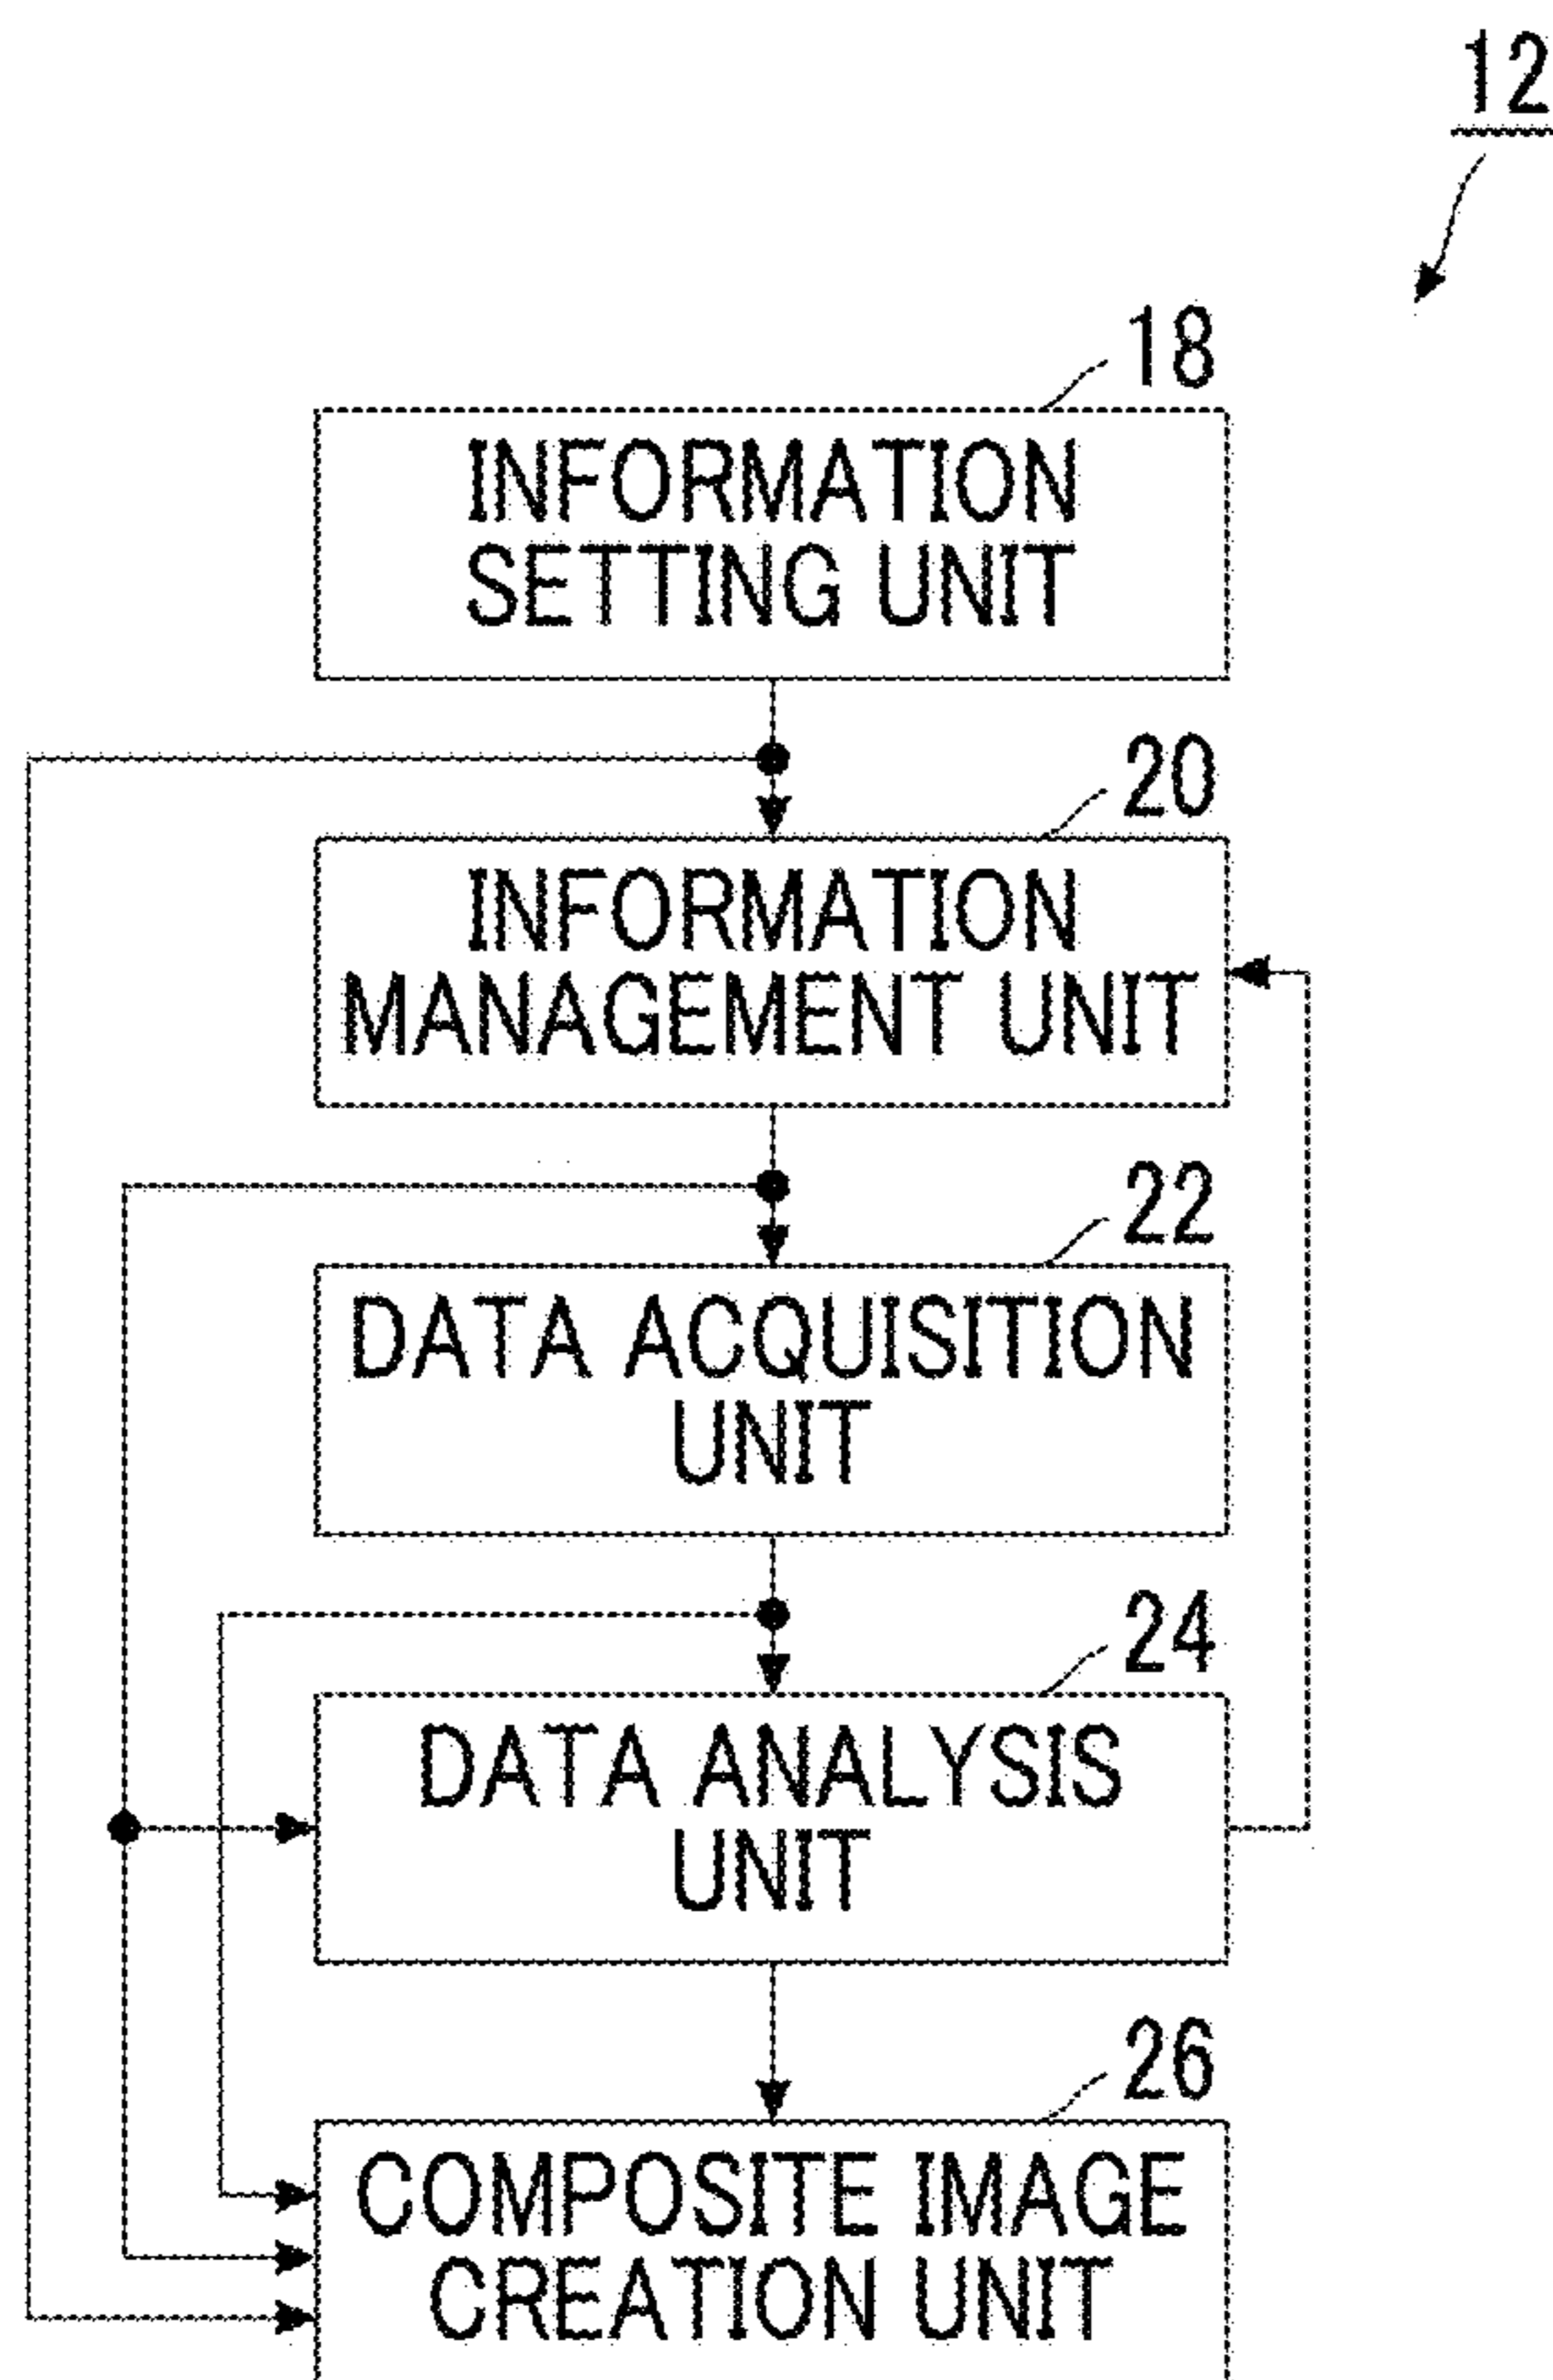 12
18
INFORMATION
SETTING UNIT
20
INFORMATION
MANAGEMENT UNIT
22
DATA ACQUISITION
UNIT
24
DATA ANALYSIS
UNIT
26
COMPOSITE IMAGE
CREATION UNIT